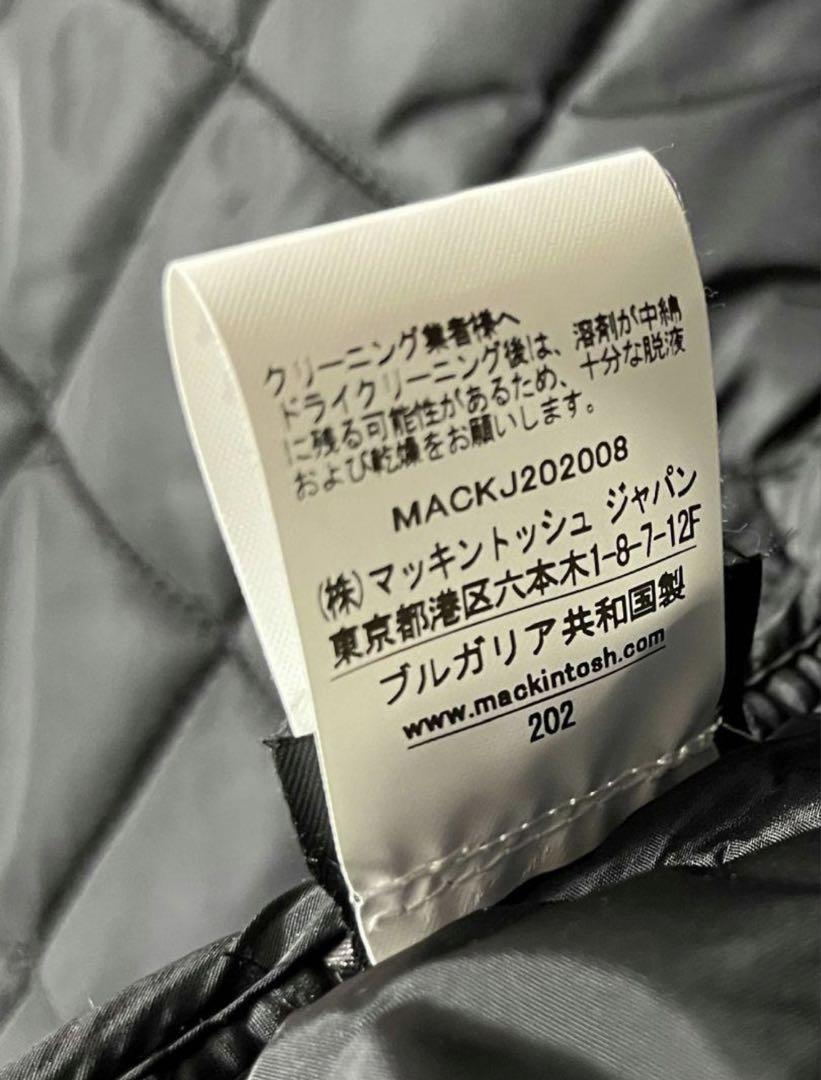 クリーニング業者様へ
ドライクリーニング後は、溶剤が中綿
に残る可能性があるため、十分な脱液
および乾燥をお願いします。
MACKJ202008
(株)マッキントッシュ ジャパン
東京都港区六本木1-8-7-12F
ブルガリア共和国製
www.mackintosh.com
202